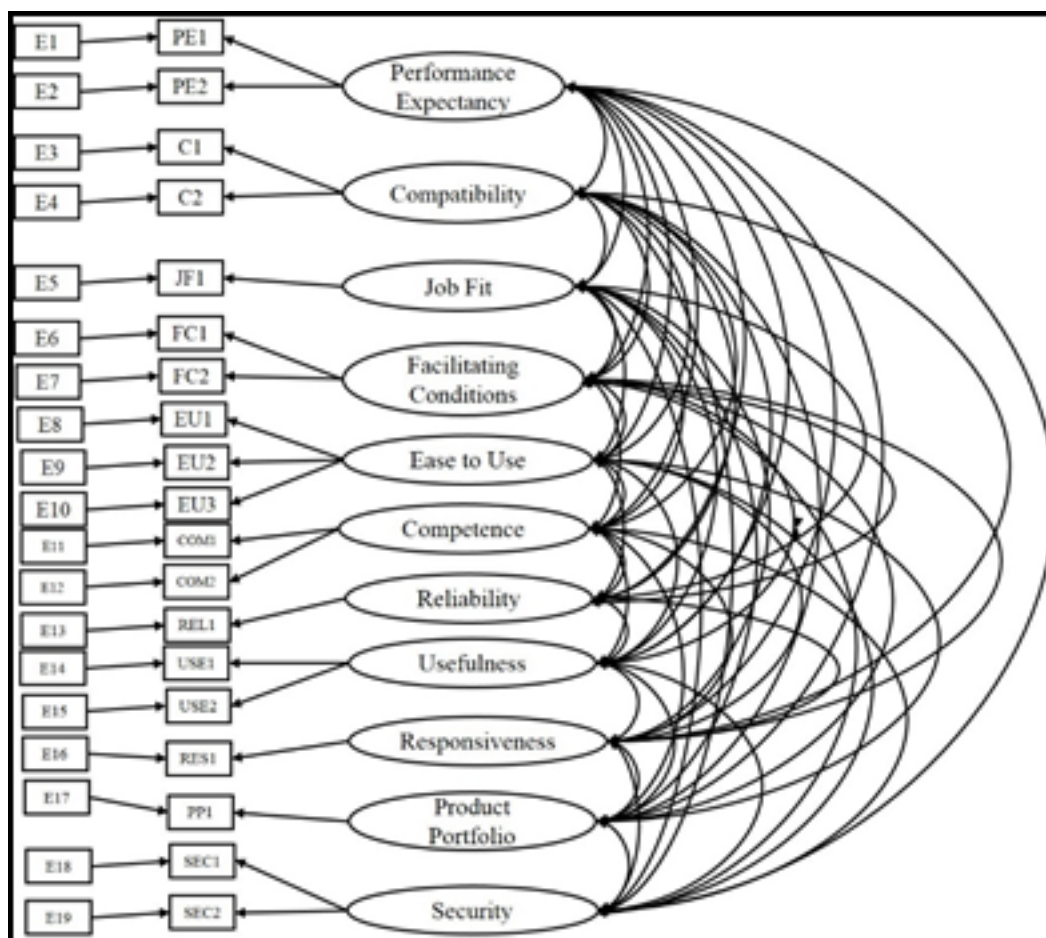 E1 PE1
Performance
Expectancy
E2 PE2
E3 C1
E4 C2 Compatibility
E5 JF1 Job Fit
E6 FC1
Facilitating
Conditions
E7 FC2
E8 EU1
E9 EU2 Ease to Use
E10 EU3
E11 COM1 Competence
E12 COM2
E13 REL1 Reliability
E14 USE1 Usefulness
E15 USE2
E16 RES1 Responsiveness
E17 PP1
Product
Portfolio
E18 SEC1
E19 SEC2 Security